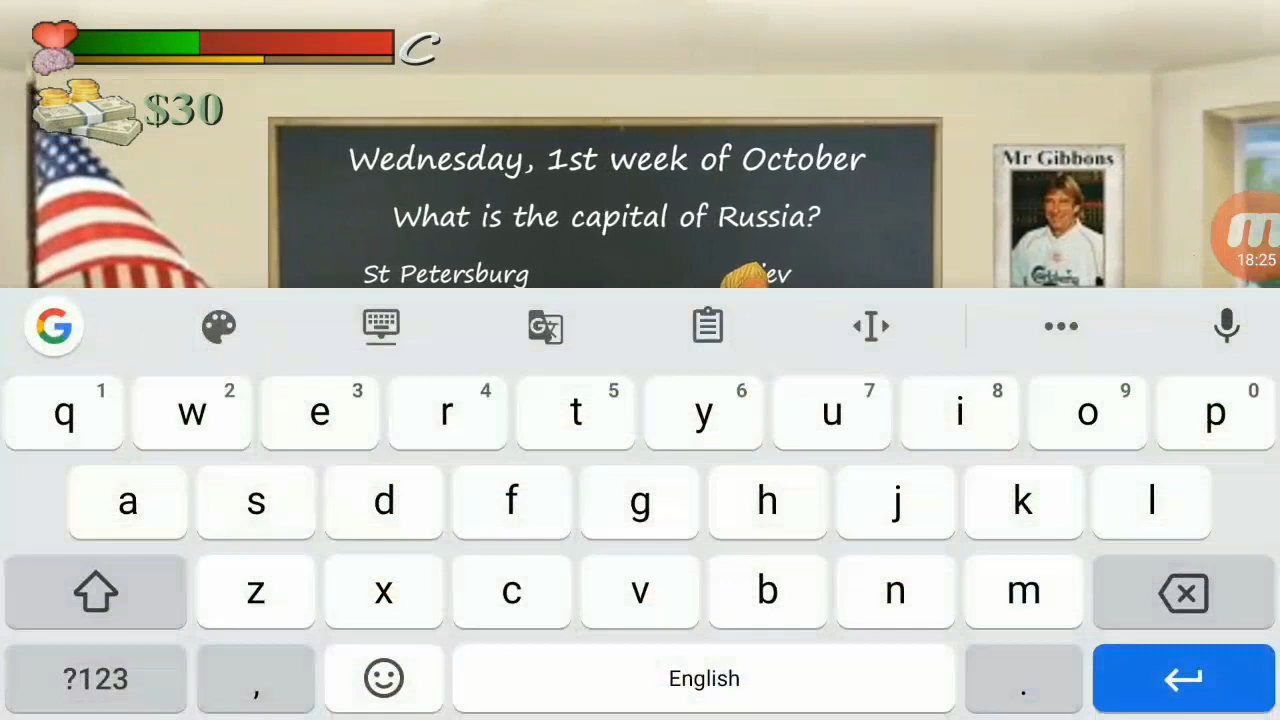 C
$30
Wednesday, 1st week of October
What is the capital of Russia?
St Petersburg
Mr Gibbons
Carlsberg
18:25
q 1 w 2 e 3 r 4 t 5 y 6 u 7 i 8 o 9 p 0
a s d f g h j k l
z x c v b n m
?123 , English .